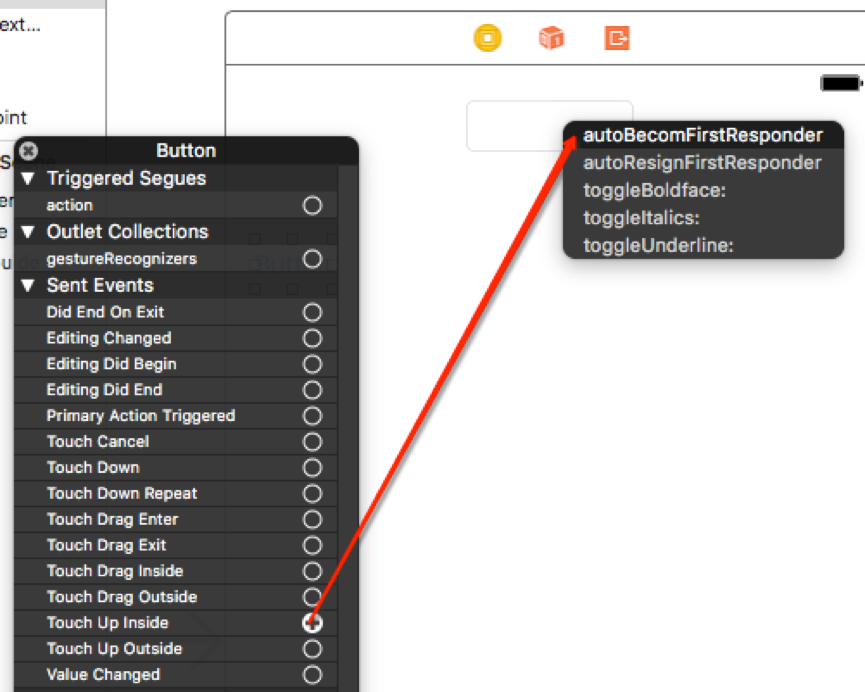 ext...
oint
Button
Triggered Segues
action
Outlet Collections
gestureRecognizers
Sent Events
Did End On Exit
Editing Changed
Editing Did Begin
Editing Did End
Primary Action Triggered
Touch Cancel
Touch Down
Touch Down Repeat
Touch Drag Enter
Touch Drag Exit
Touch Drag Inside
Touch Drag Outside
Touch Up Inside
Touch Up Outside
Value Changed
autoBecomFirstResponder
autoResignFirstResponder
toggleBoldface:
toggleItalics:
toggleUnderline: